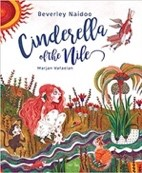 Beverley Naidoo
Cinderella
of the Nile
Marjan Vafaeian